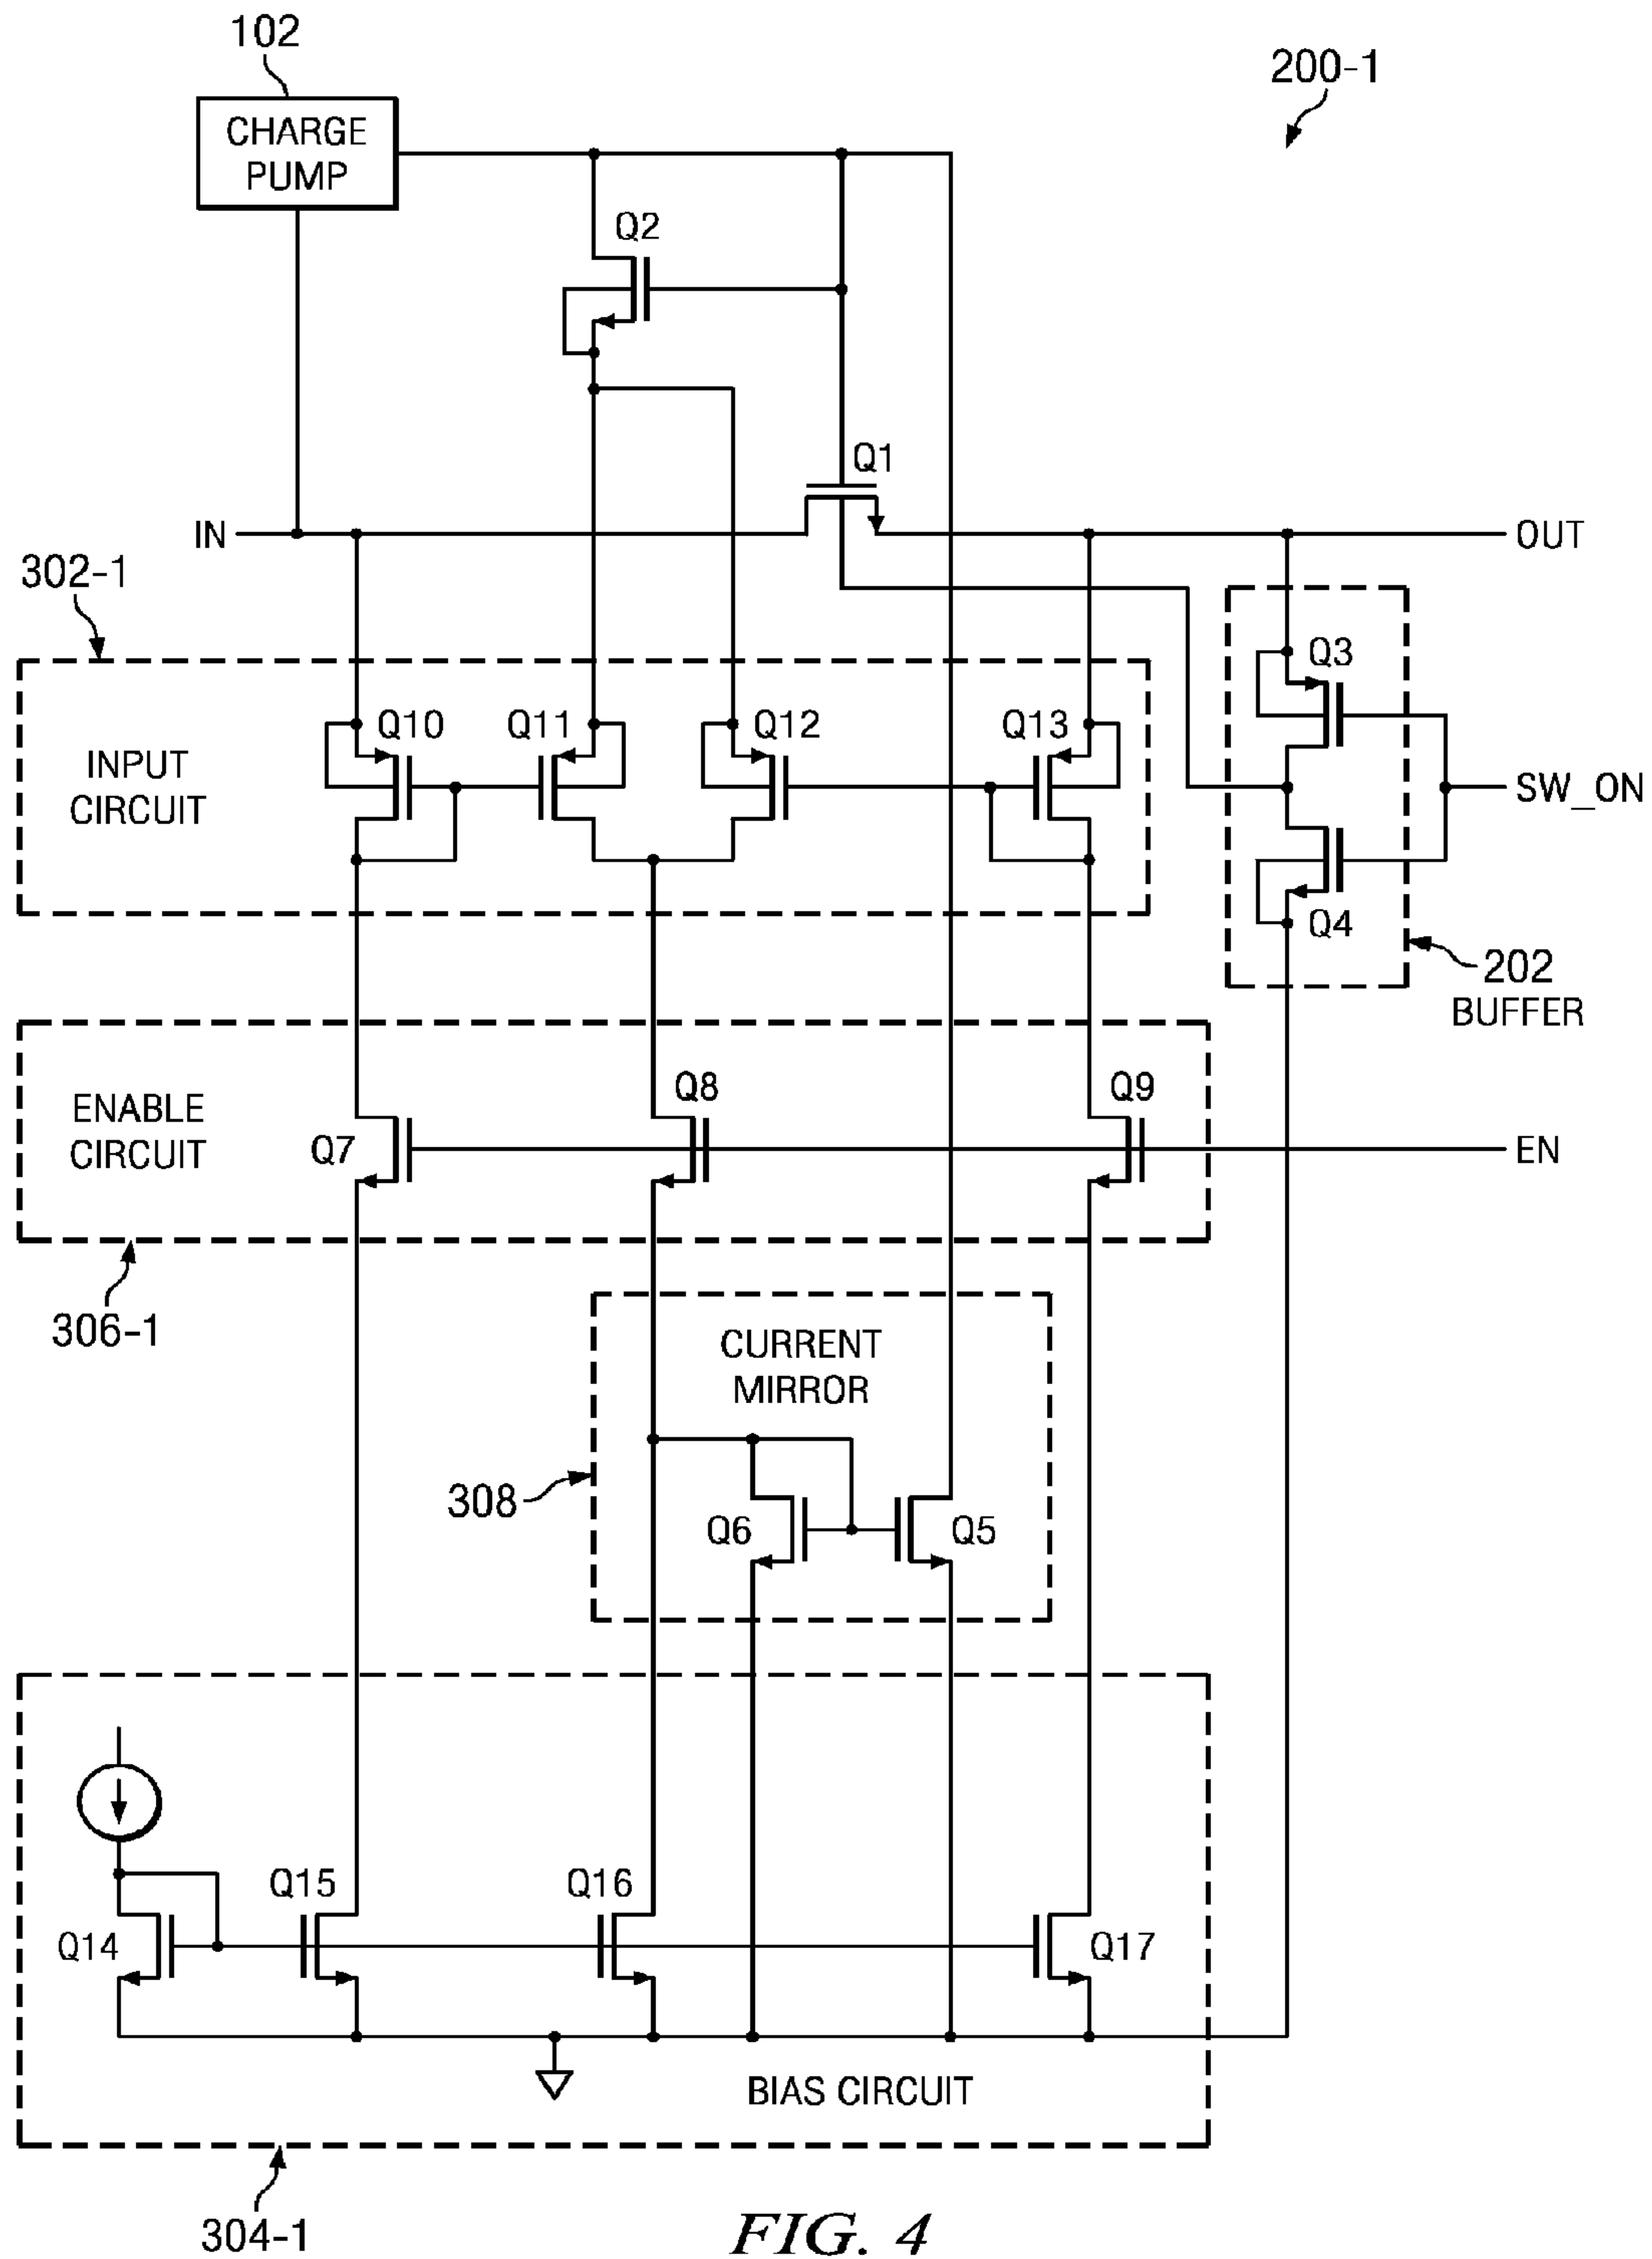 102
200-1
CHARGE
PUMP
Q2
Q1
IN
OUT
302-1
Q3
Q10
Q11
Q12
Q13
INPUT
CIRCUIT
SW_ON
Q4
202
BUFFER
Q8
Q9
ENABLE
CIRCUIT
Q7
EN
306-1
CURRENT
MIRROR
308
Q6
Q5
Q15
Q16
Q14
Q17
BIAS CIRCUIT
304-1
FIG. 4